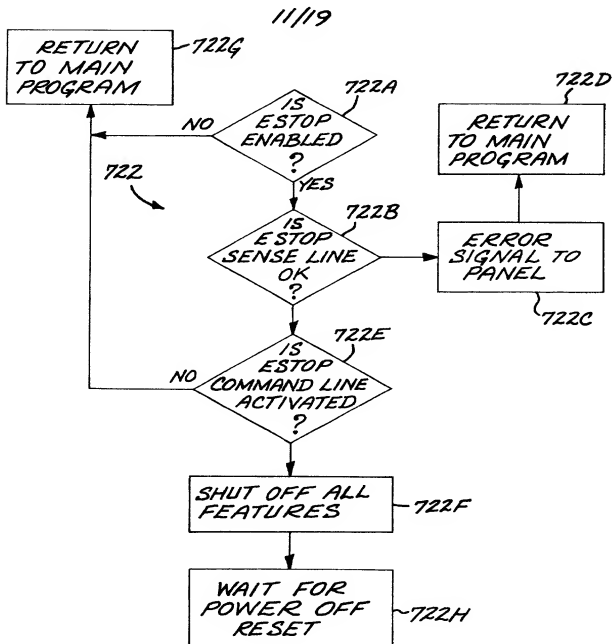 11/19
RETURN
TO MAIN
PROGRAM
722G
IS
ESTOP
ENABLED
?
722A
NO
YES
722
722D
RETURN
TO MAIN
PROGRAM
IS
ESTOP
SENSE LINE
OK
?
722B
ERROR
SIGNAL TO
PANEL
722C
IS
ESTOP
COMMAND LINE
ACTIVATED
?
722E
NO
SHUT OFF ALL
FEATURES
722F
WAIT FOR
POWER OFF
RESET
722H